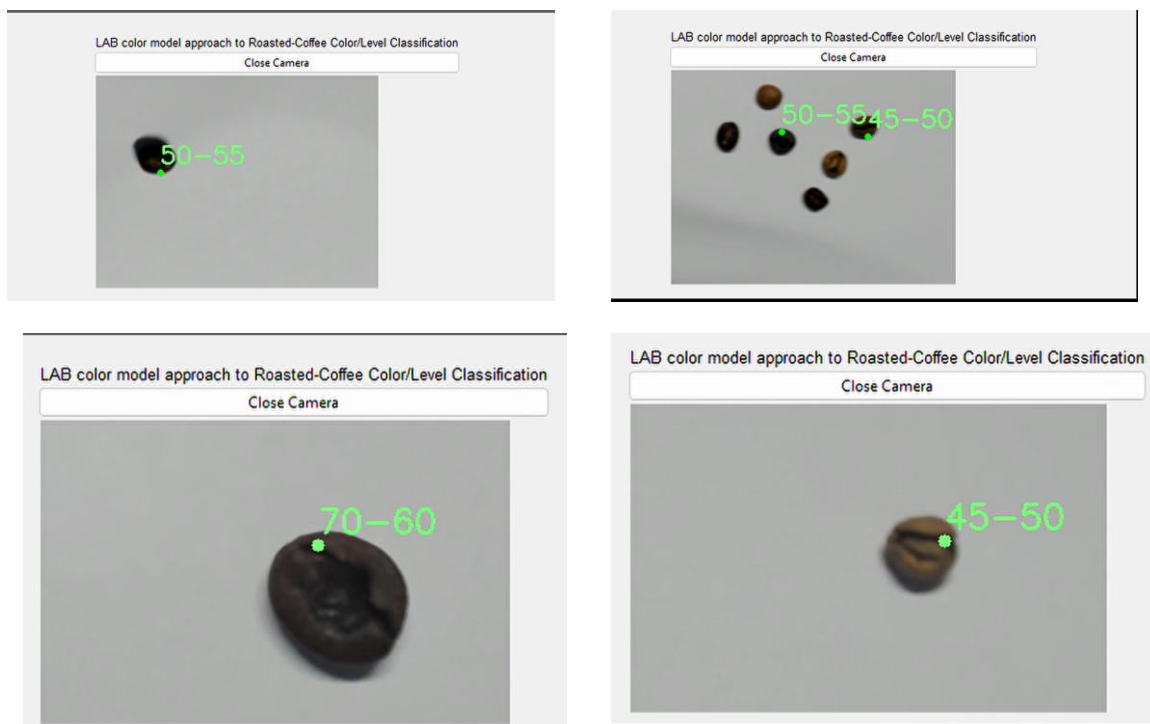 LAB color model approach to Roasted-Coffee Color/Level Classification
Close Camera
50-55
LAB color model approach to Roasted-Coffee Color/Level Classification
Close Camera
50-55
45-50
LAB color model approach to Roasted-Coffee Color/Level Classification
Close Camera
70-60
LAB color model approach to Roasted-Coffee Color/Level Classification
Close Camera
45-50